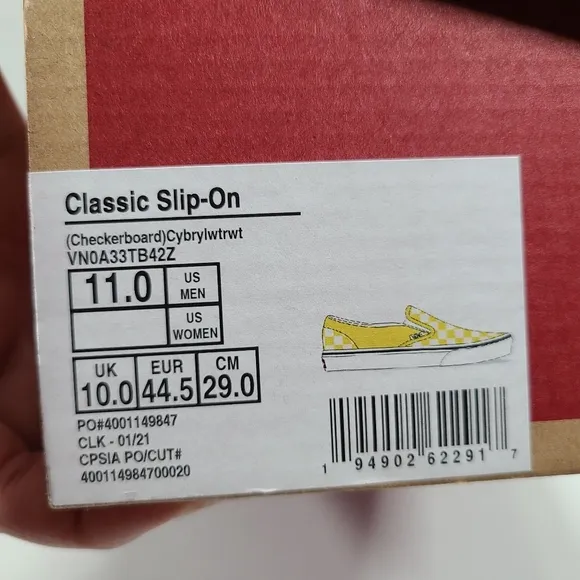 Classic Slip-On
(Checkerboard)Cybrylwtrwt
VN0A33TB42Z
11.0 US MEN
US WOMEN
UK EUR CM
10.0 44.5 29.0
PO#4001149847
CLK - 01/21
CPSIA PO/CUT#
400114984700020
1 94902 62291 7